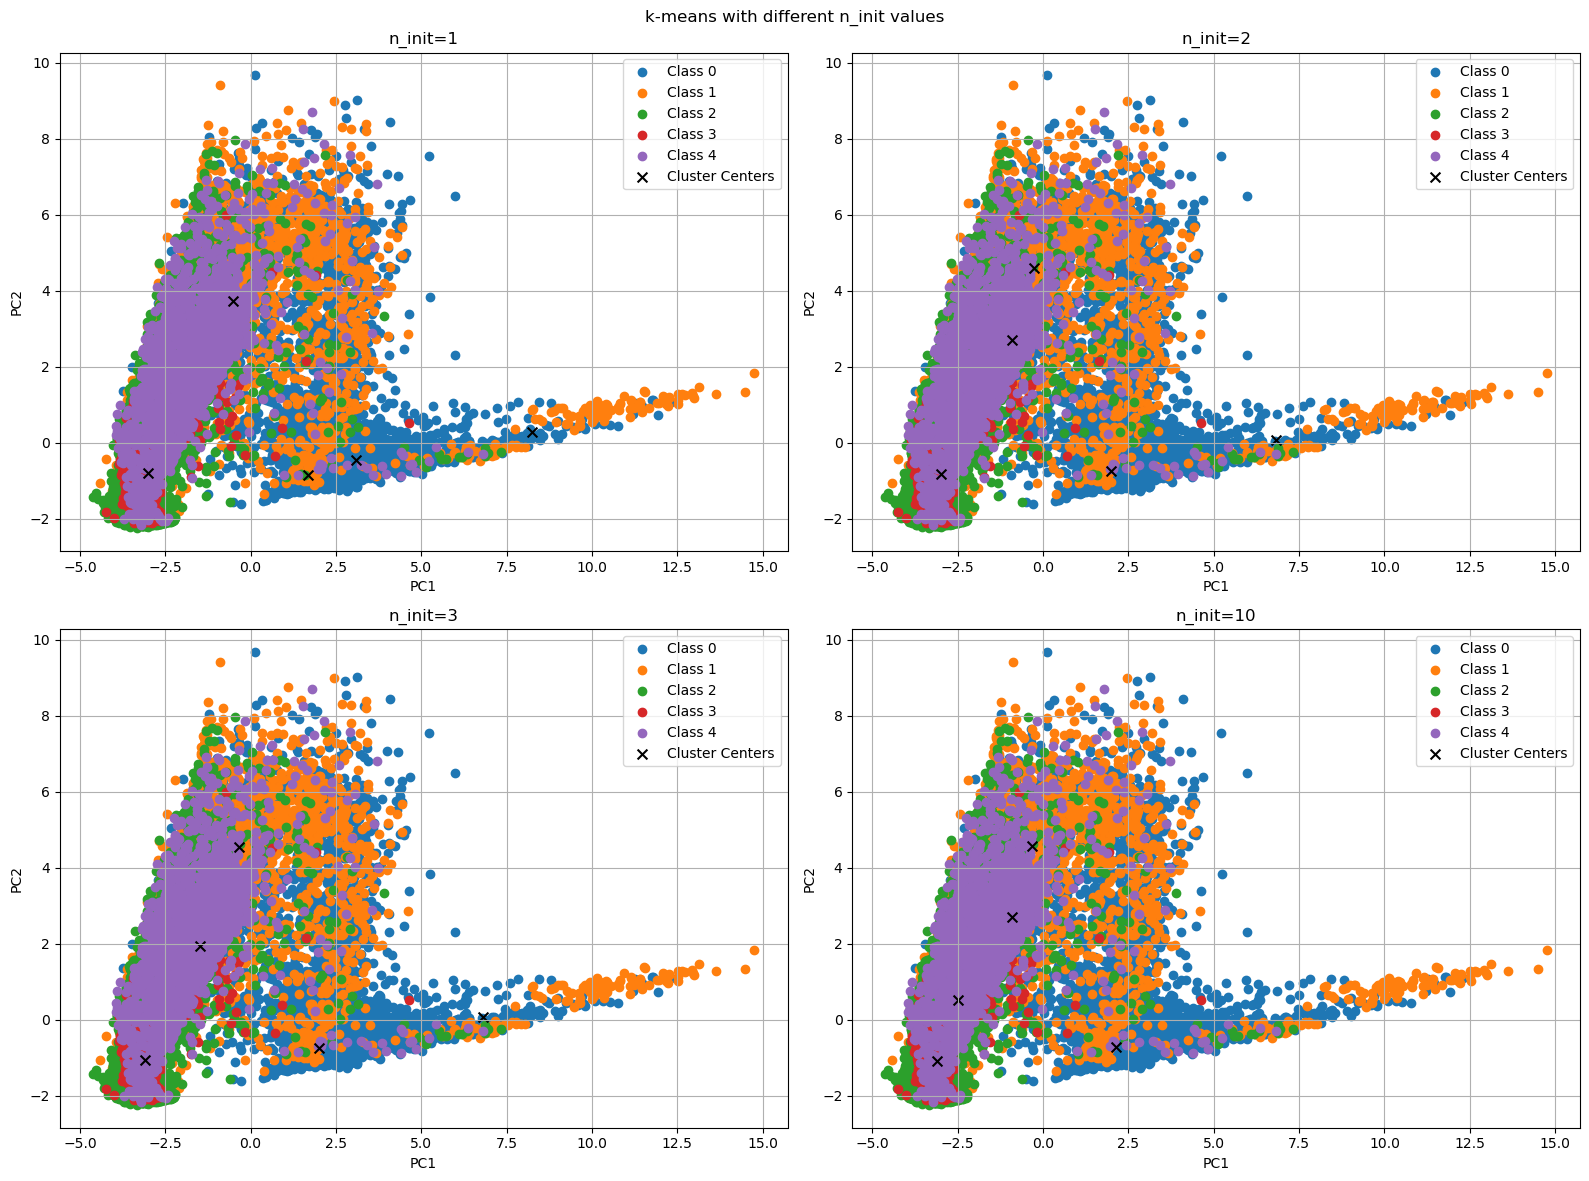 k-means with different n_init values
n_init=1
PC2
10
8
6
4
2
0
−2
Class 0
Class 1
Class 2
Class 3
Class 4
Cluster Centers
−5.0 −2.5 0.0 2.5 5.0 7.5 10.0 12.5 15.0
PC1
n_init=2
PC2
10
8
6
4
2
0
−2
Class 0
Class 1
Class 2
Class 3
Class 4
Cluster Centers
−5.0 −2.5 0.0 2.5 5.0 7.5 10.0 12.5 15.0
PC1
n_init=3
PC2
10
8
6
4
2
0
−2
Class 0
Class 1
Class 2
Class 3
Class 4
Cluster Centers
−5.0 −2.5 0.0 2.5 5.0 7.5 10.0 12.5 15.0
PC1
n_init=10
PC2
10
8
6
4
2
0
−2
Class 0
Class 1
Class 2
Class 3
Class 4
Cluster Centers
−5.0 −2.5 0.0 2.5 5.0 7.5 10.0 12.5 15.0
PC1